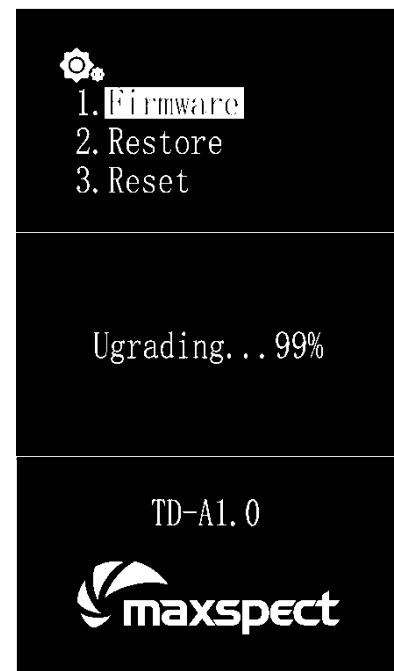 1. Firmware
2. Restore
3. Reset
Ugrading...99%
TD-A1.0
maxspect